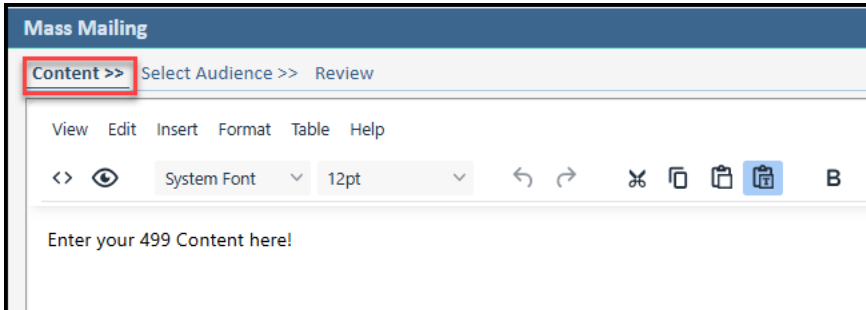 Mass Mailing
Content >> Select Audience >> Review
View Edit Insert Format Table Help
<> System Font 12pt B
Enter your 499 Content here!